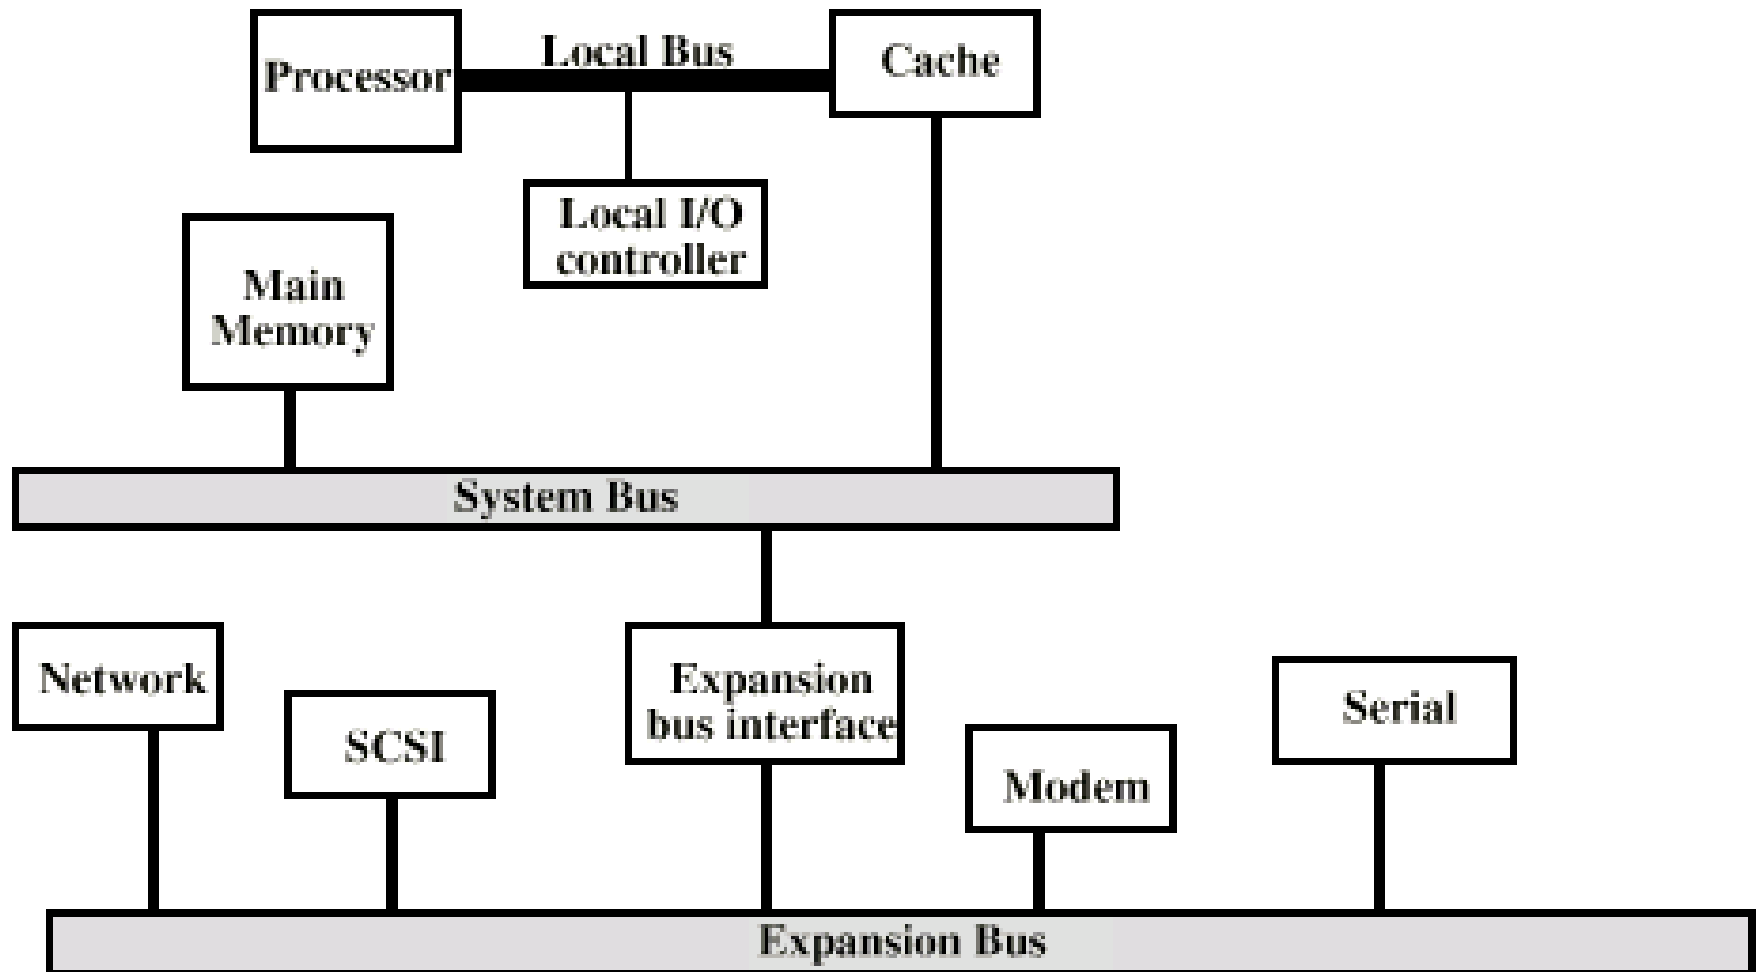 Local Bus
Processor
Cache
Local I/O
controller
Main
Memory
System Bus
Network
SCSI
Expansion
bus interface
Modem
Serial
Expansion Bus